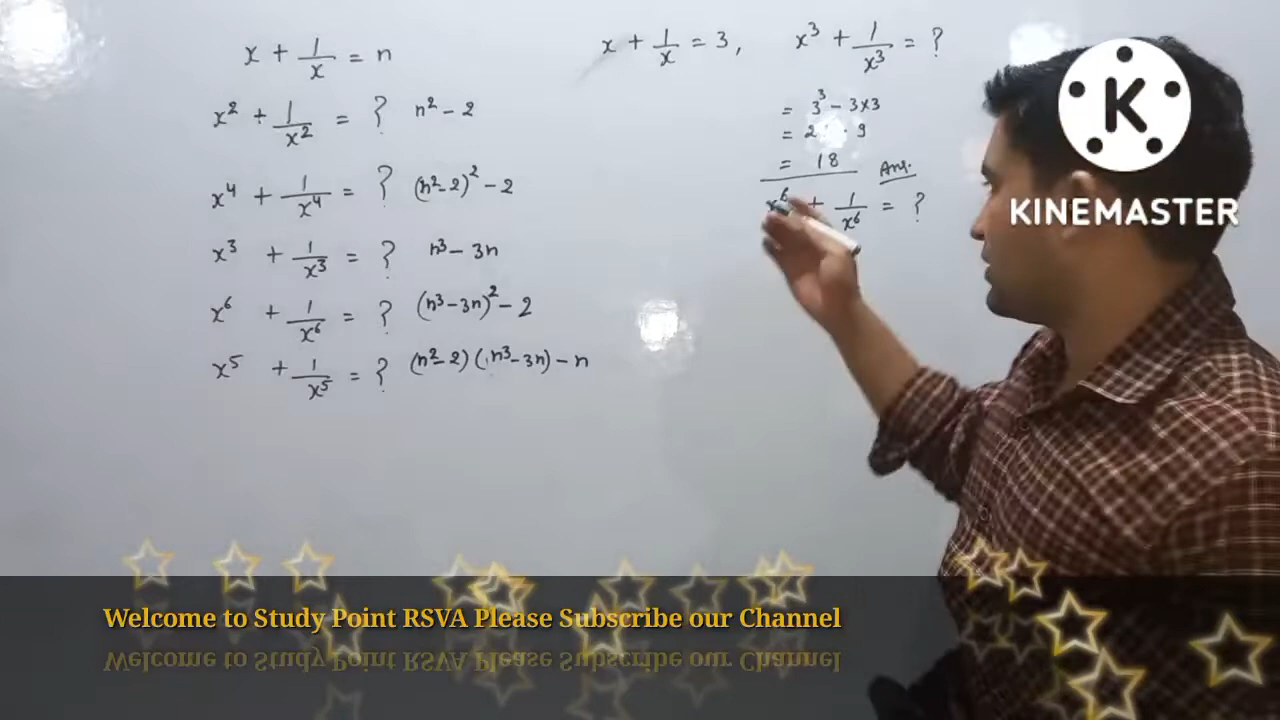 x + 1/x = n
x² + 1/x² = ? n² - 2
x⁴ + 1/x⁴ = ? (n²-2)² - 2
x³ + 1/x³ = ? n³ - 3n
x⁶ + 1/x⁶ = ? (n³-3n)² - 2
x⁵ + 1/x⁵ = ? (n²-2)(n³-3n) - n
x + 1/x = 3, x³ + 1/x³ = ?
= 3³ - 3×3
= 2 9
= 18 Ans.
x⁶ + 1/x⁶ = ?
K
KINEMASTER
Welcome to Study Point RSVA Please Subscribe our Channel